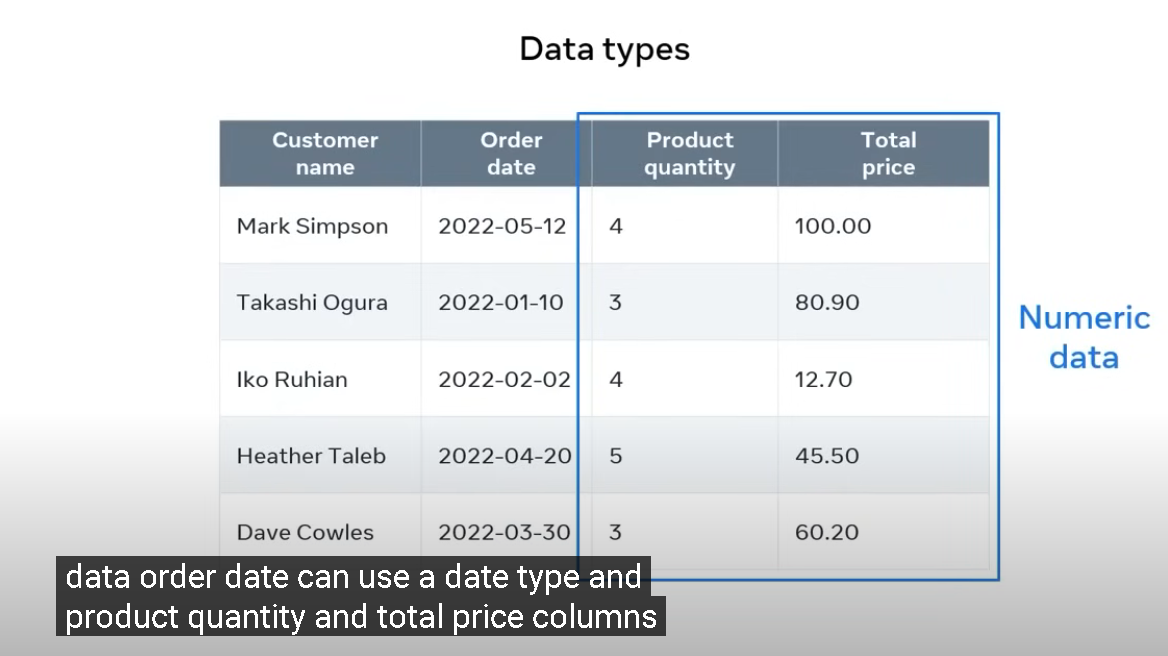 Data types
Customer name Order date Product quantity Total price
Mark Simpson 2022-05-12 4 100.00
Takashi Ogura 2022-01-10 3 80.90
Iko Ruhian 2022-02-02 4 12.70
Heather Taleb 2022-04-20 5 45.50
Dave Cowles 2022-03-30 3 60.20
Numeric
data
data order date can use a date type and
product quantity and total price columns